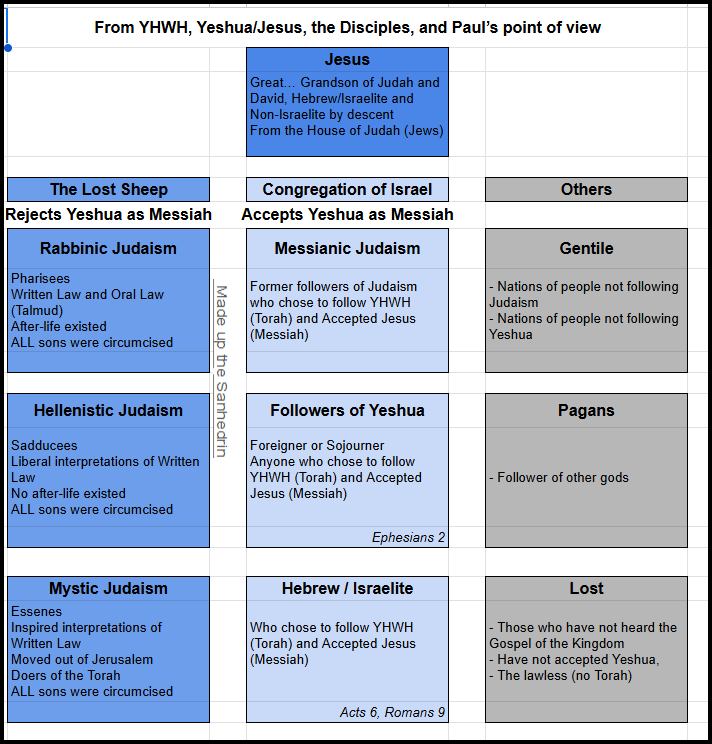 From YHWH, Yeshua/Jesus, the Disciples, and Paul's point of view
Jesus
Great... Grandson of Judah and
David, Hebrew/Israelite and
Non-Israelite by descent
From the House of Judah (Jews)
The Lost Sheep
Congregation of Israel
Others
Rejects Yeshua as Messiah
Accepts Yeshua as Messiah
Rabbinic Judaism
Pharisees
Written Law and Oral Law
(Talmud)
After-life existed
ALL sons were circumcised
Made up the Sanhedrin
Messianic Judaism
Former followers of Judaism
who chose to follow YHWH
(Torah) and Accepted Jesus
(Messiah)
Gentile
- Nations of people not following
Judaism
- Nations of people not following
Yeshua
Hellenistic Judaism
Sadducees
Liberal interpretations of Written
Law
No after-life existed
ALL sons were circumcised
Followers of Yeshua
Foreigner or Sojourner
Anyone who chose to follow
YHWH (Torah) and Accepted
Jesus (Messiah)
Ephesians 2
Pagans
- Follower of other gods
Mystic Judaism
Essenes
Inspired interpretations of
Written Law
Moved out of Jerusalem
Doers of the Torah
ALL sons were circumcised
Hebrew / Israelite
Who chose to follow YHWH
(Torah) and Accepted Jesus
(Messiah)
Acts 6, Romans 9
Lost
- Those who have not heard the
Gospel of the Kingdom
- Have not accepted Yeshua,
- The lawless (no Torah)